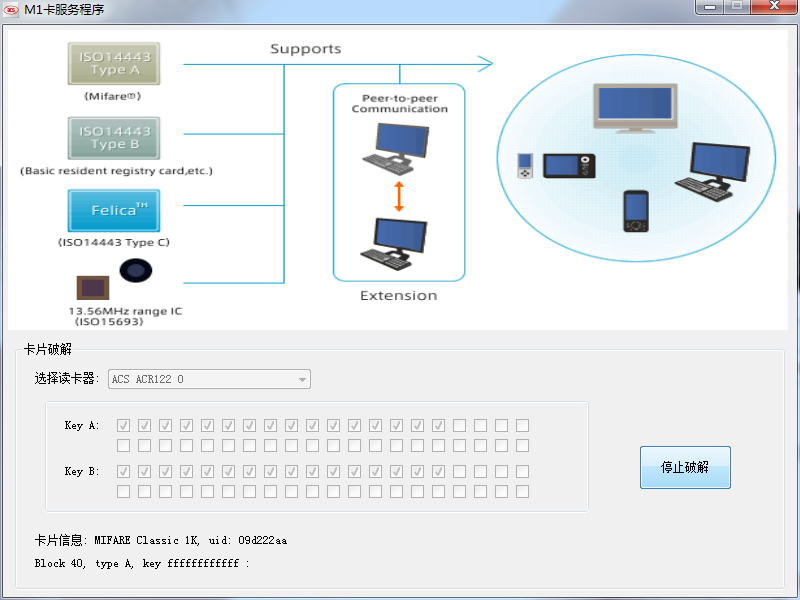 M1卡服务程序
Supports
ISO14443
Type A
(Mifare®)
Peer-to-peer
Communication
ISO14443
Type B
(Basic resident registry card,etc.)
Felica™
(ISO14443 Type C)
13.56MHz range IC
(ISO15693)
Extension
卡片破解
选择读卡器:
ACS ACR122 0
Key A:
Key B:
停止破解
卡片信息: MIFARE Classic 1K, uid: 09d222aa
Block 40, type A, key ffffffffffff :